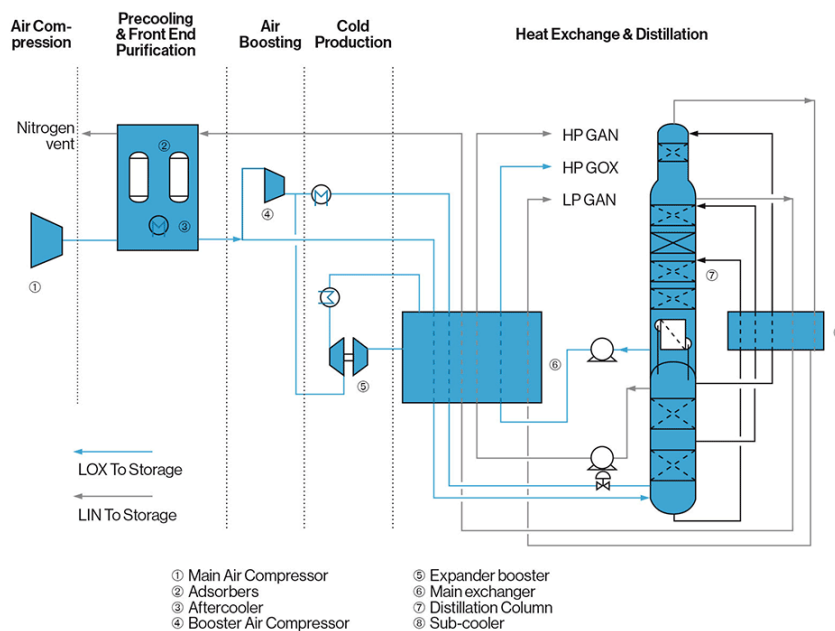 Air Com-
pression
Precooling
& Front End
Purification
Air
Boosting
Cold
Production
Heat Exchange & Distillation
Nitrogen
vent
②
③
①
④
⑤
⑥
⑦
HP GAN
HP GOX
LP GAN
LOX To Storage
LIN To Storage
① Main Air Compressor
② Adsorbers
③ Aftercooler
④ Booster Air Compressor
⑤ Expander booster
⑥ Main exchanger
⑦ Distillation Column
⑧ Sub-cooler